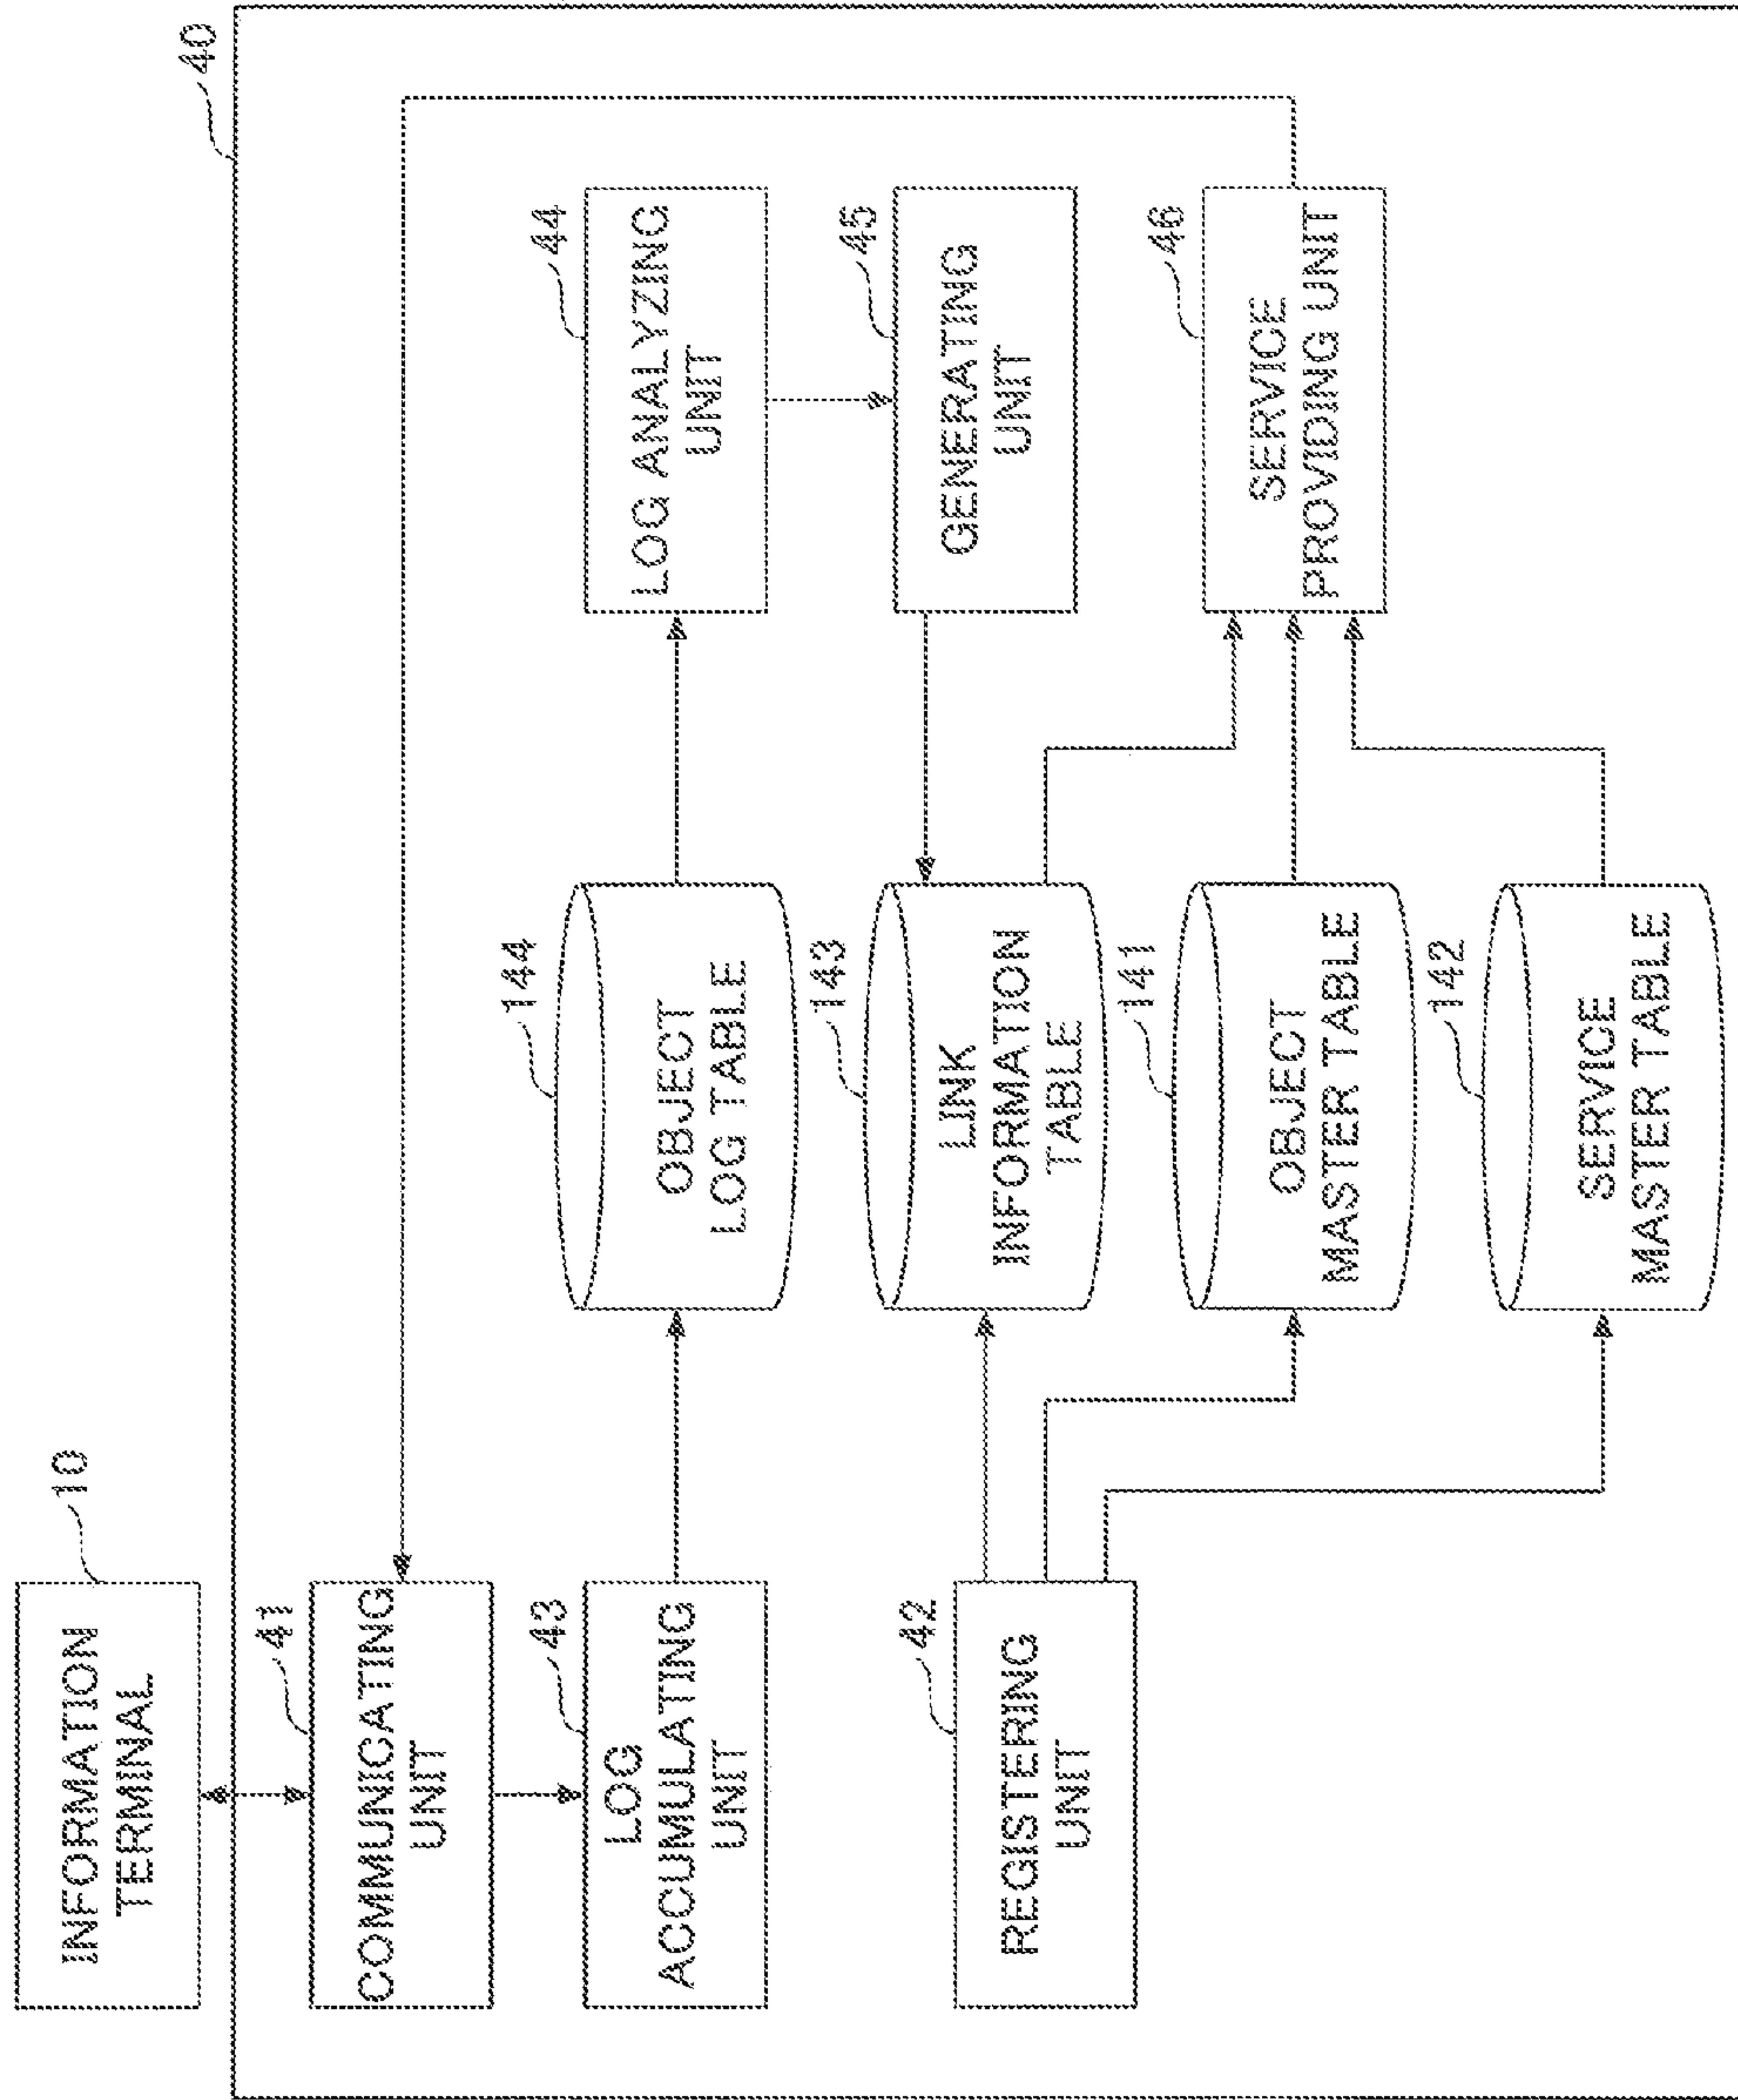 INFORMATION
TERMINAL
10
40
COMMUNICATING
UNIT
41
LOG
ACCUMULATING
UNIT
43
OBJECT
LOG TABLE
144
LOG ANALYZING
UNIT
44
REGISTERING
UNIT
42
LINK
INFORMATION
TABLE
143
GENERATING
UNIT
45
OBJECT
MASTER TABLE
141
SERVICE
PROVIDING UNIT
46
SERVICE
MASTER TABLE
142